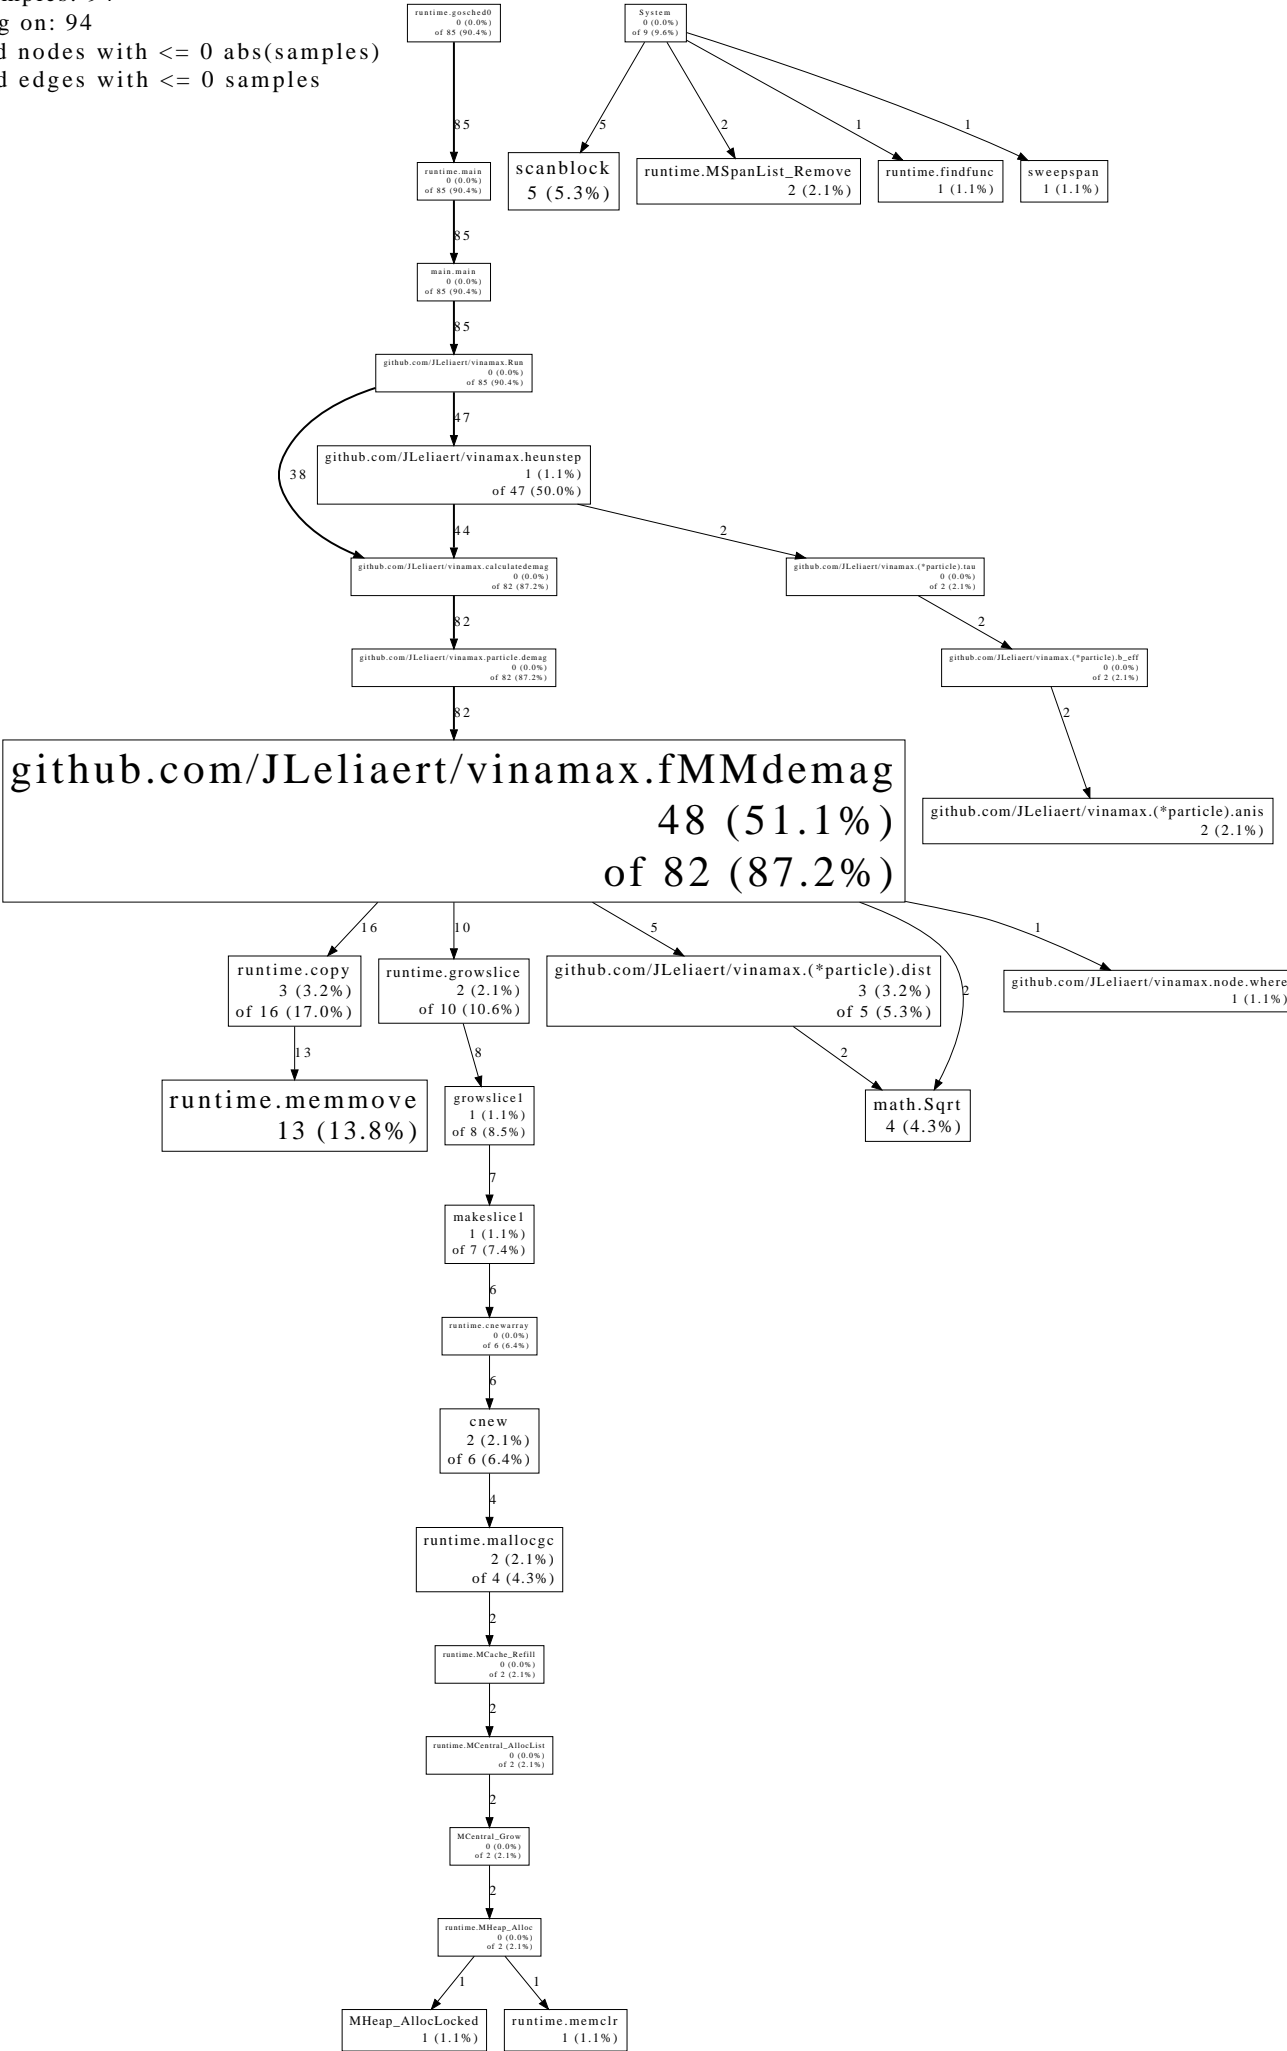 94
g on: 94
d nodes with <= 0 abs(samples)
d edges with <= 0 samples
runtime.gosched0
0 (0.0%)
of 85 (90.4%)
System
0 (0.0%)
of 9 (9.6%)
85
5
2
1
1
runtime.main
0 (0.0%)
of 85 (90.4%)
scanblock
5 (5.3%)
runtime.MSpanList_Remove
2 (2.1%)
runtime.findfunc
1 (1.1%)
sweepspan
1 (1.1%)
85
main.main
0 (0.0%)
of 85 (90.4%)
85
github.com/JLeliaert/vinamax.Run
0 (0.0%)
of 85 (90.4%)
47
38
github.com/JLeliaert/vinamax.heunstep
1 (1.1%)
of 47 (50.0%)
44
2
github.com/JLeliaert/vinamax.calculatedemag
0 (0.0%)
of 82 (87.2%)
github.com/JLeliaert/vinamax.(*particle).tau
0 (0.0%)
of 2 (2.1%)
82
2
github.com/JLeliaert/vinamax.particle.demag
0 (0.0%)
of 82 (87.2%)
github.com/JLeliaert/vinamax.(*particle).b_eff
0 (0.0%)
of 2 (2.1%)
82
2
github.com/JLeliaert/vinamax.fMMdemag
48 (51.1%)
of 82 (87.2%)
github.com/JLeliaert/vinamax.(*particle).anis
2 (2.1%)
16
10
5
2
1
runtime.copy
3 (3.2%)
of 16 (17.0%)
runtime.growslice
2 (2.1%)
of 10 (10.6%)
github.com/JLeliaert/vinamax.(*particle).dist
3 (3.2%)
of 5 (5.3%)
github.com/JLeliaert/vinamax.node.where
1 (1.1%)
13
8
2
runtime.memmove
13 (13.8%)
growslice1
1 (1.1%)
of 8 (8.5%)
math.Sqrt
4 (4.3%)
7
makeslice1
1 (1.1%)
of 7 (7.4%)
6
runtime.cnewarray
0 (0.0%)
of 6 (6.4%)
6
cnew
2 (2.1%)
of 6 (6.4%)
4
runtime.mallocgc
2 (2.1%)
of 4 (4.3%)
2
runtime.MCache_Refill
0 (0.0%)
of 2 (2.1%)
2
runtime.MCentral_AllocList
0 (0.0%)
of 2 (2.1%)
2
MCentral_Grow
0 (0.0%)
of 2 (2.1%)
2
runtime.MHeap_Alloc
0 (0.0%)
of 2 (2.1%)
1
1
MHeap_AllocLocked
1 (1.1%)
runtime.memclr
1 (1.1%)